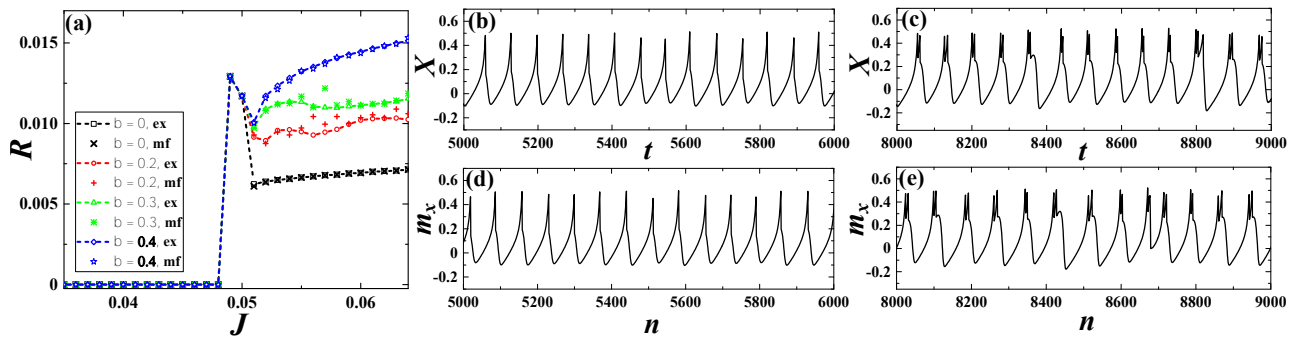 (a)
R
0.015
0.010
0.005
0
0.04 0.05 0.06
J
b = 0, ex
b = 0, mf
b = 0.2, ex
b = 0.2, mf
b = 0.3, ex
b = 0.3, mf
b = 0.4, ex
b = 0.4, mf
(b)
X
0.6
0.4
0.2
0
-0.2
5000 5200 5400 5600 5800 6000
t
(c)
X
0.6
0.4
0.2
0
-0.2
8000 8200 8400 8600 8800 9000
t
(d)
m_x
0.6
0.4
0.2
0
-0.2
5000 5200 5400 5600 5800 6000
n
(e)
m_x
0.6
0.4
0.2
0
-0.2
8000 8200 8400 8600 8800 9000
n